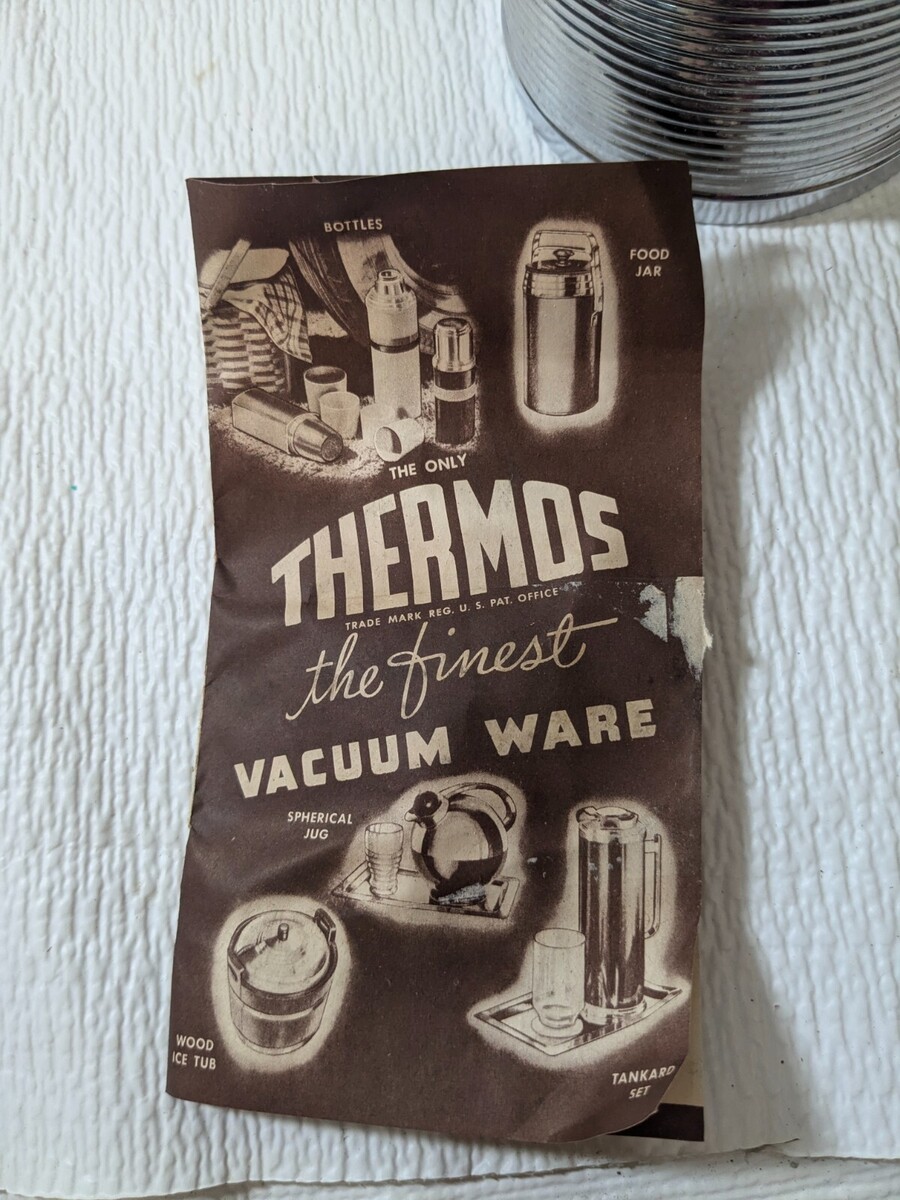 BOTTLES
FOOD
JAR
THE ONLY
THERMOS
TRADE MARK REG. U. S. PAT. OFFICE
the finest
VACUUM WARE
SPHERICAL
JUG
WOOD
ICE TUB
TANKARD
SET